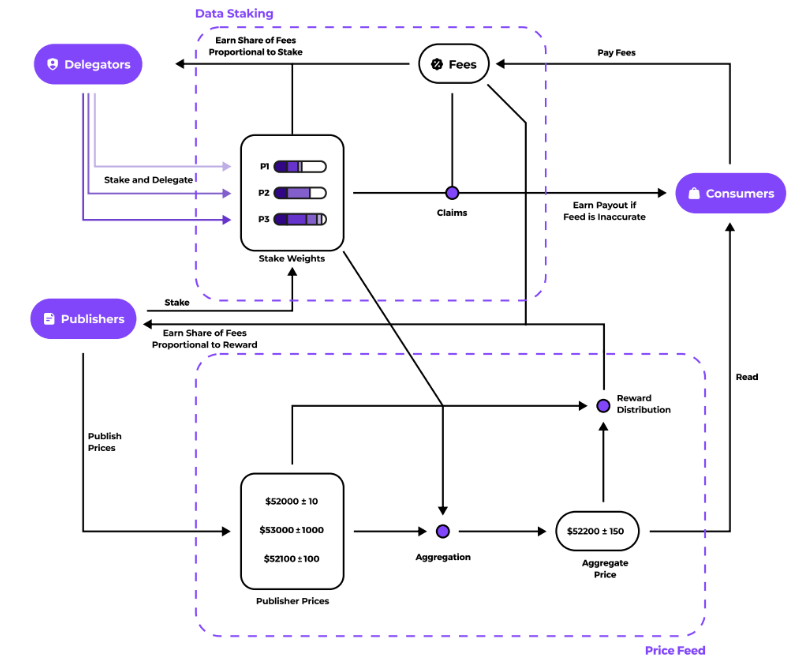 Data Staking
Earn Share of Fees
Proportional to Stake
Delegators
Fees
Pay Fees
P1
Stake and Delegate
P2
P3
Consumers
Claims
Earn Payout if
Feed is Inaccurate
Stake Weights
Stake
Publishers
Earn Share of Fees
Proportional to Reward
Read
Reward
Distribution
Publish
Prices
$52000 ± 10
$53000 ±1000
$52100 ±100
$52200 ± 150
Aggregation
Aggregate
Price
Publisher Prices
Price Feed